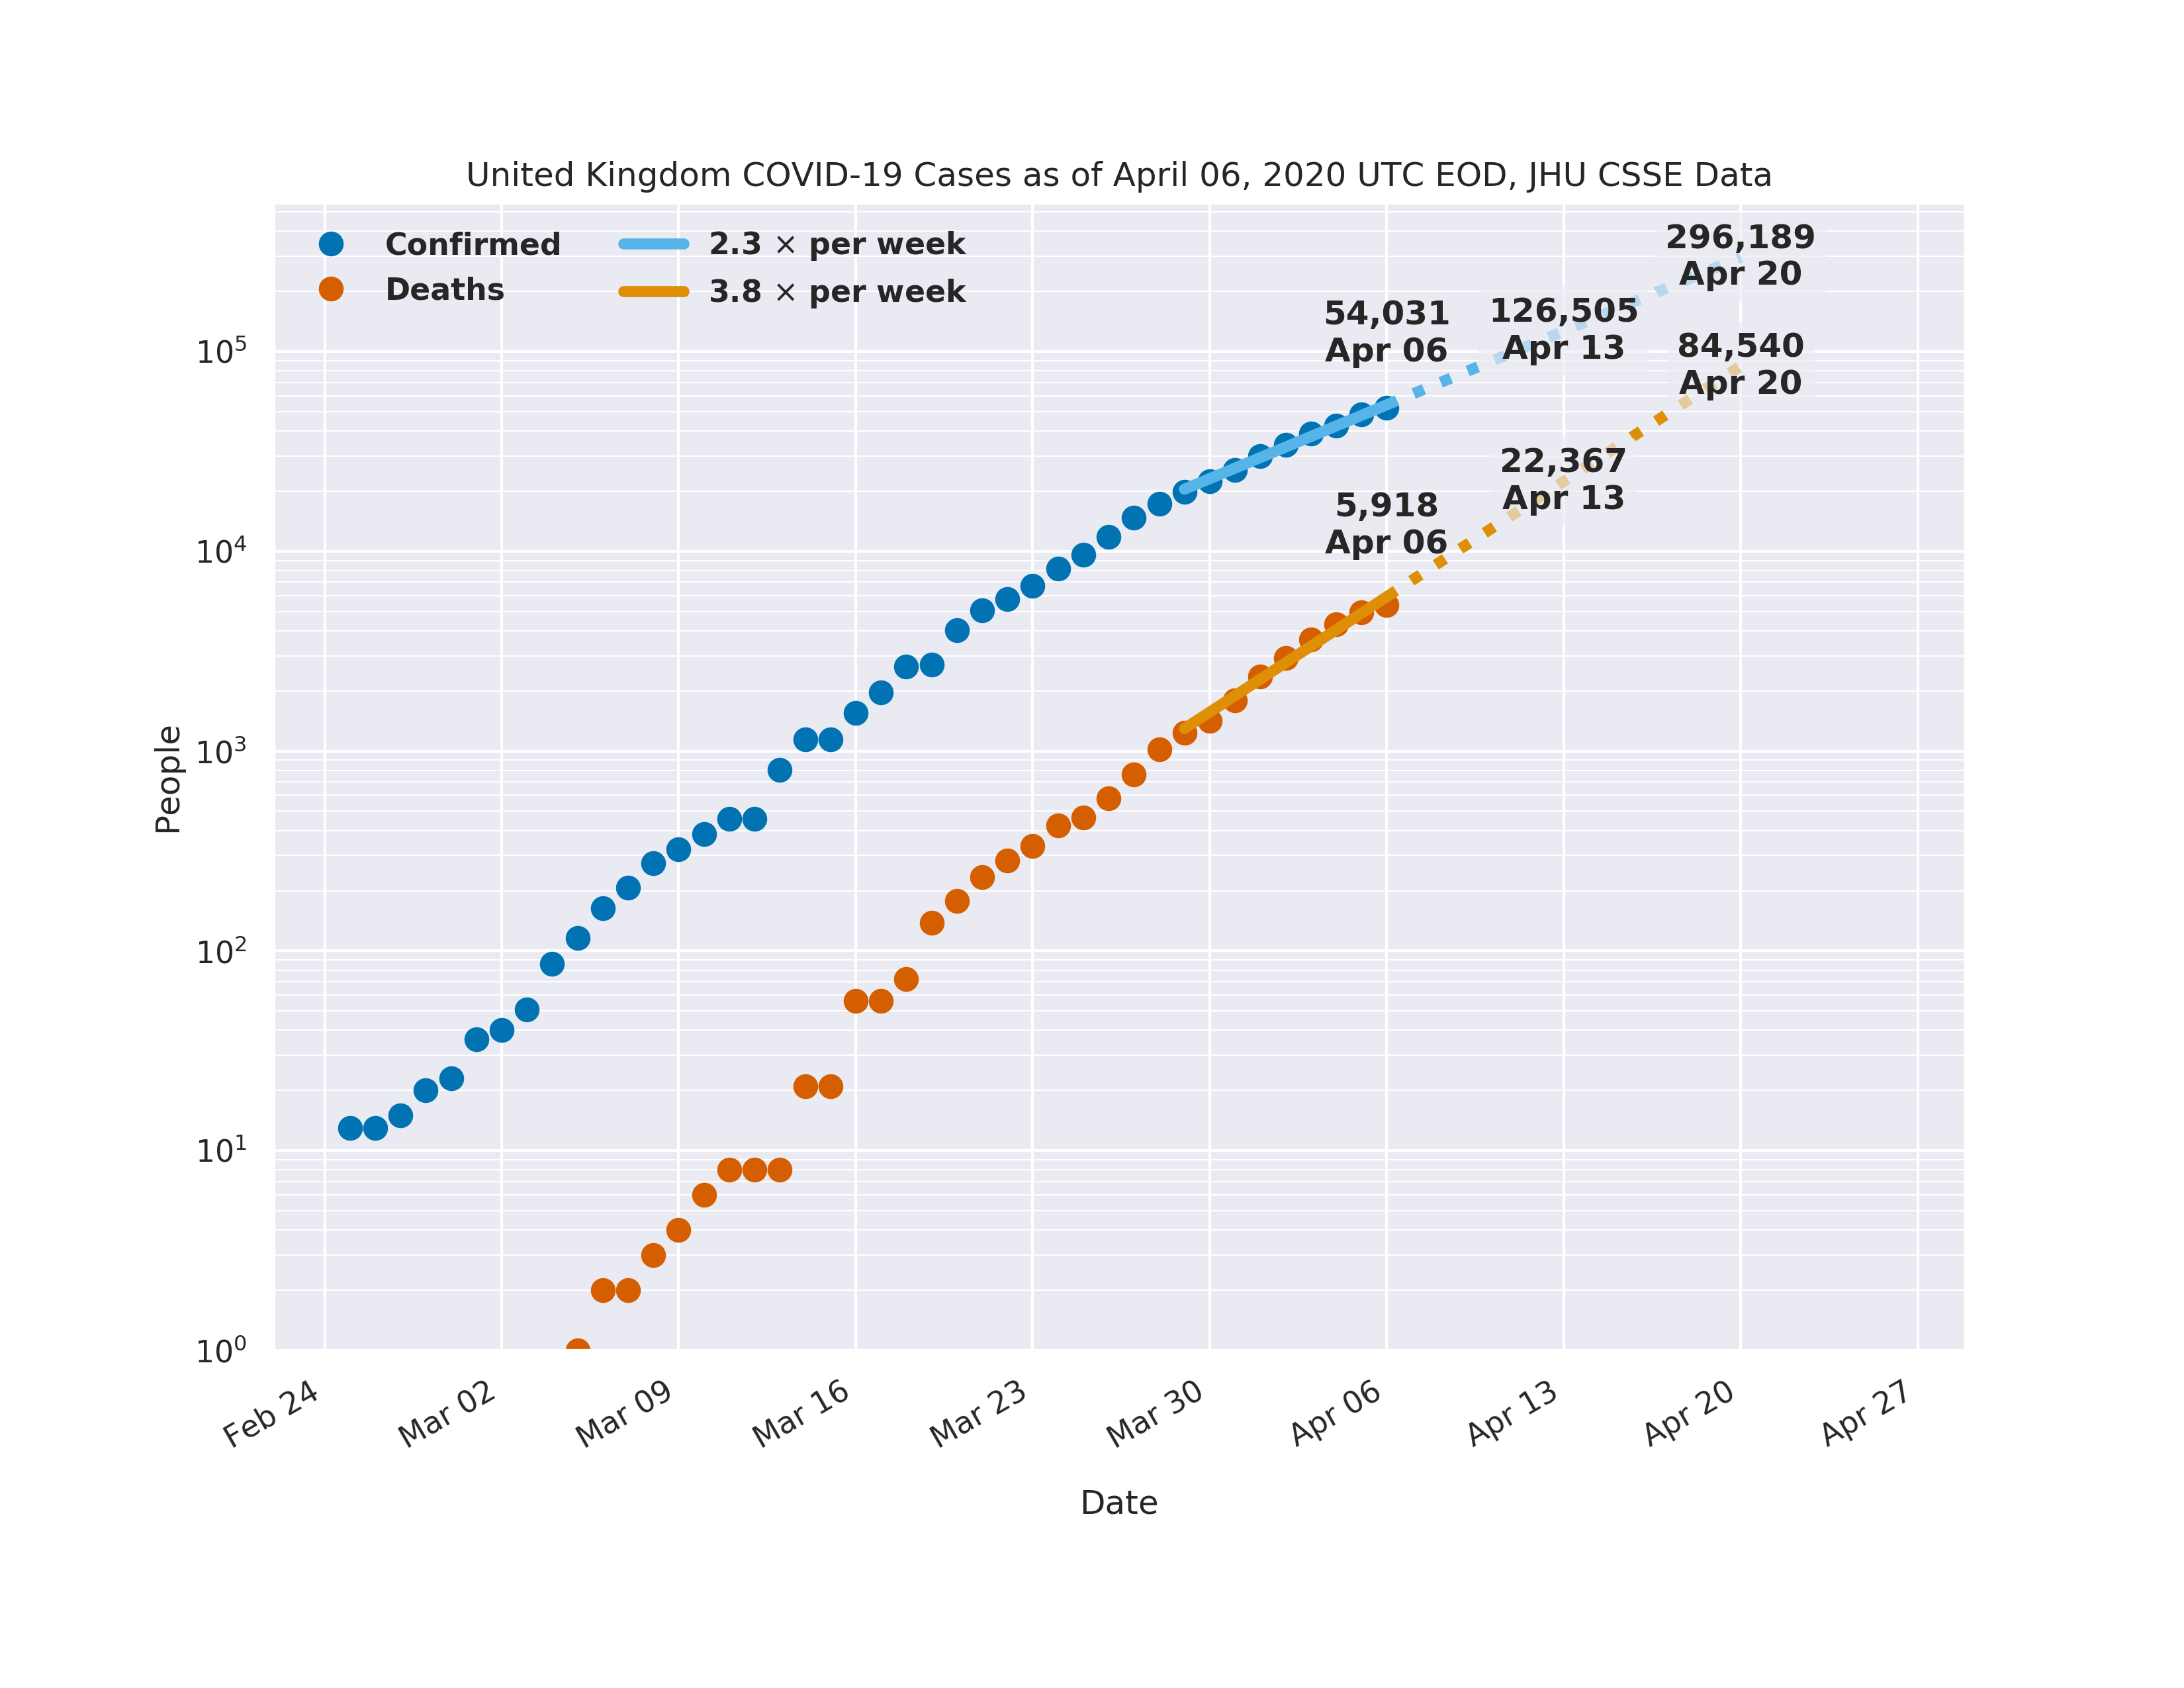 United Kingdom COVID-19 Cases as of April 06, 2020 UTC EOD, JHU CSSE Data
Confirmed
Deaths
2.3 × per week
3.8 × per week
296,189
Apr 20
54,031
Apr 06
126,505
Apr 13
84,540
Apr 20
22,367
Apr 13
5,918
Apr 06
People
10⁵
10⁴
10³
10²
10¹
10⁰
Feb 24
Mar 02
Mar 09
Mar 16
Mar 23
Mar 30
Apr 06
Apr 13
Apr 20
Apr 27
Date